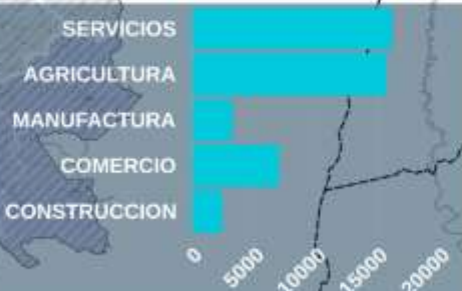 SERVICIOS
AGRICULTURA
MANUFACTURA
COMERCIO
CONSTRUCCION
0
5000
10000
15000
20000